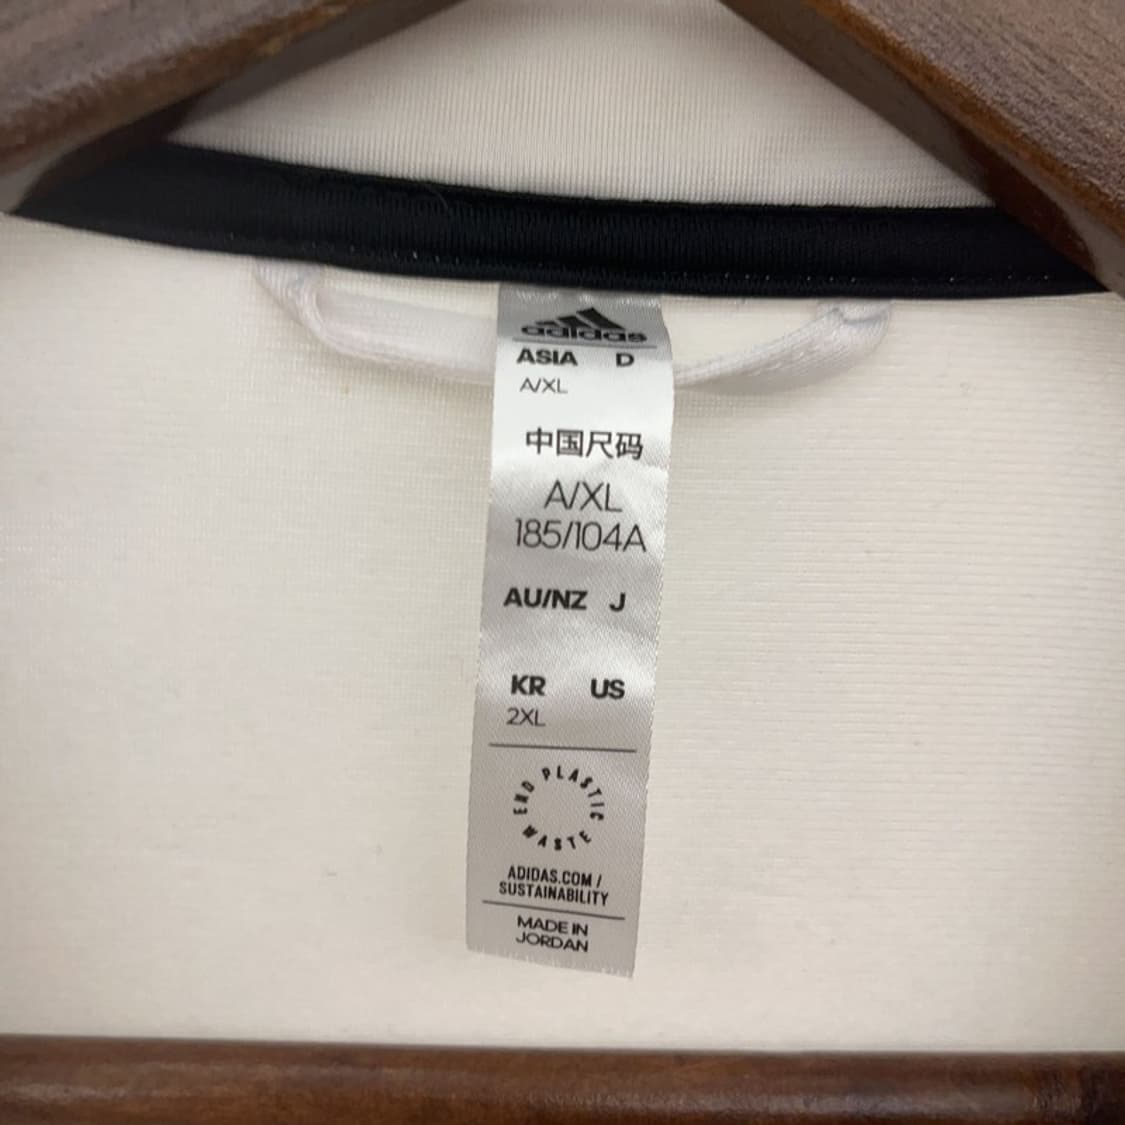 adidas
ASIA D
A/XL
中国尺码
A/XL
185/104A
AU/NZ J
KR US
2XL
END PLASTIC WASTE
ADIDAS.COM /
SUSTAINABILITY
MADE IN
JORDAN